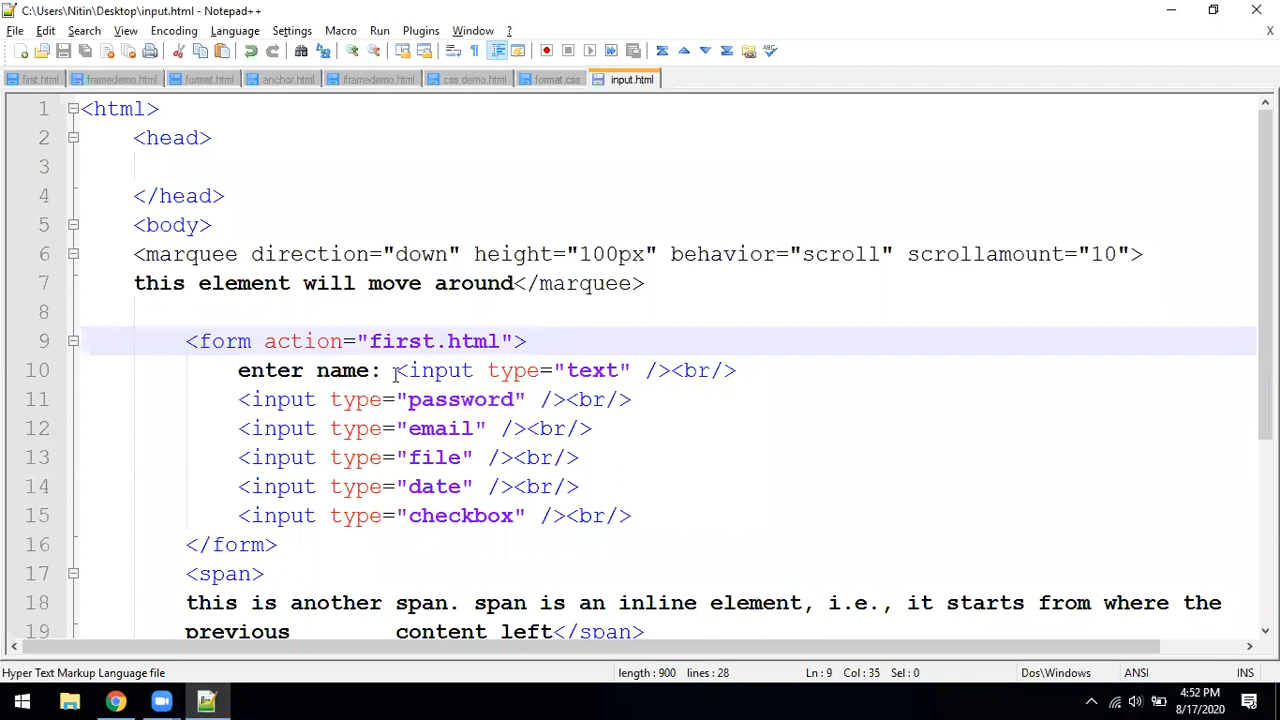 C:\Users\Nitin\Desktop\input.html - Notepad++
File Edit Search View Encoding Language Settings Macro Run Plugins Window ? X
first.html framedemo.html format.html anchor.html iframedemo.html css demo.html format.css input.html
1 <html>
2 <head>
3
4 </head>
5 <body>
6 <marquee direction="down" height="100px" behavior="scroll" scrollamount="10">
7 this element will move around</marquee>
8
9 <form action="first.html">
10 enter name: <input type="text" /><br/>
11 <input type="password" /><br/>
12 <input type="email" /><br/>
13 <input type="file" /><br/>
14 <input type="date" /><br/>
15 <input type="checkbox" /><br/>
16 </form>
17 <span>
18 this is another span. span is an inline element, i.e., it starts from where the
19 previous content left</span>
Hyper Text Markup Language file length : 900 lines : 28 Ln : 9 Col : 35 Sel : 0 Dos\Windows ANSI INS
4:52 PM
8/17/2020